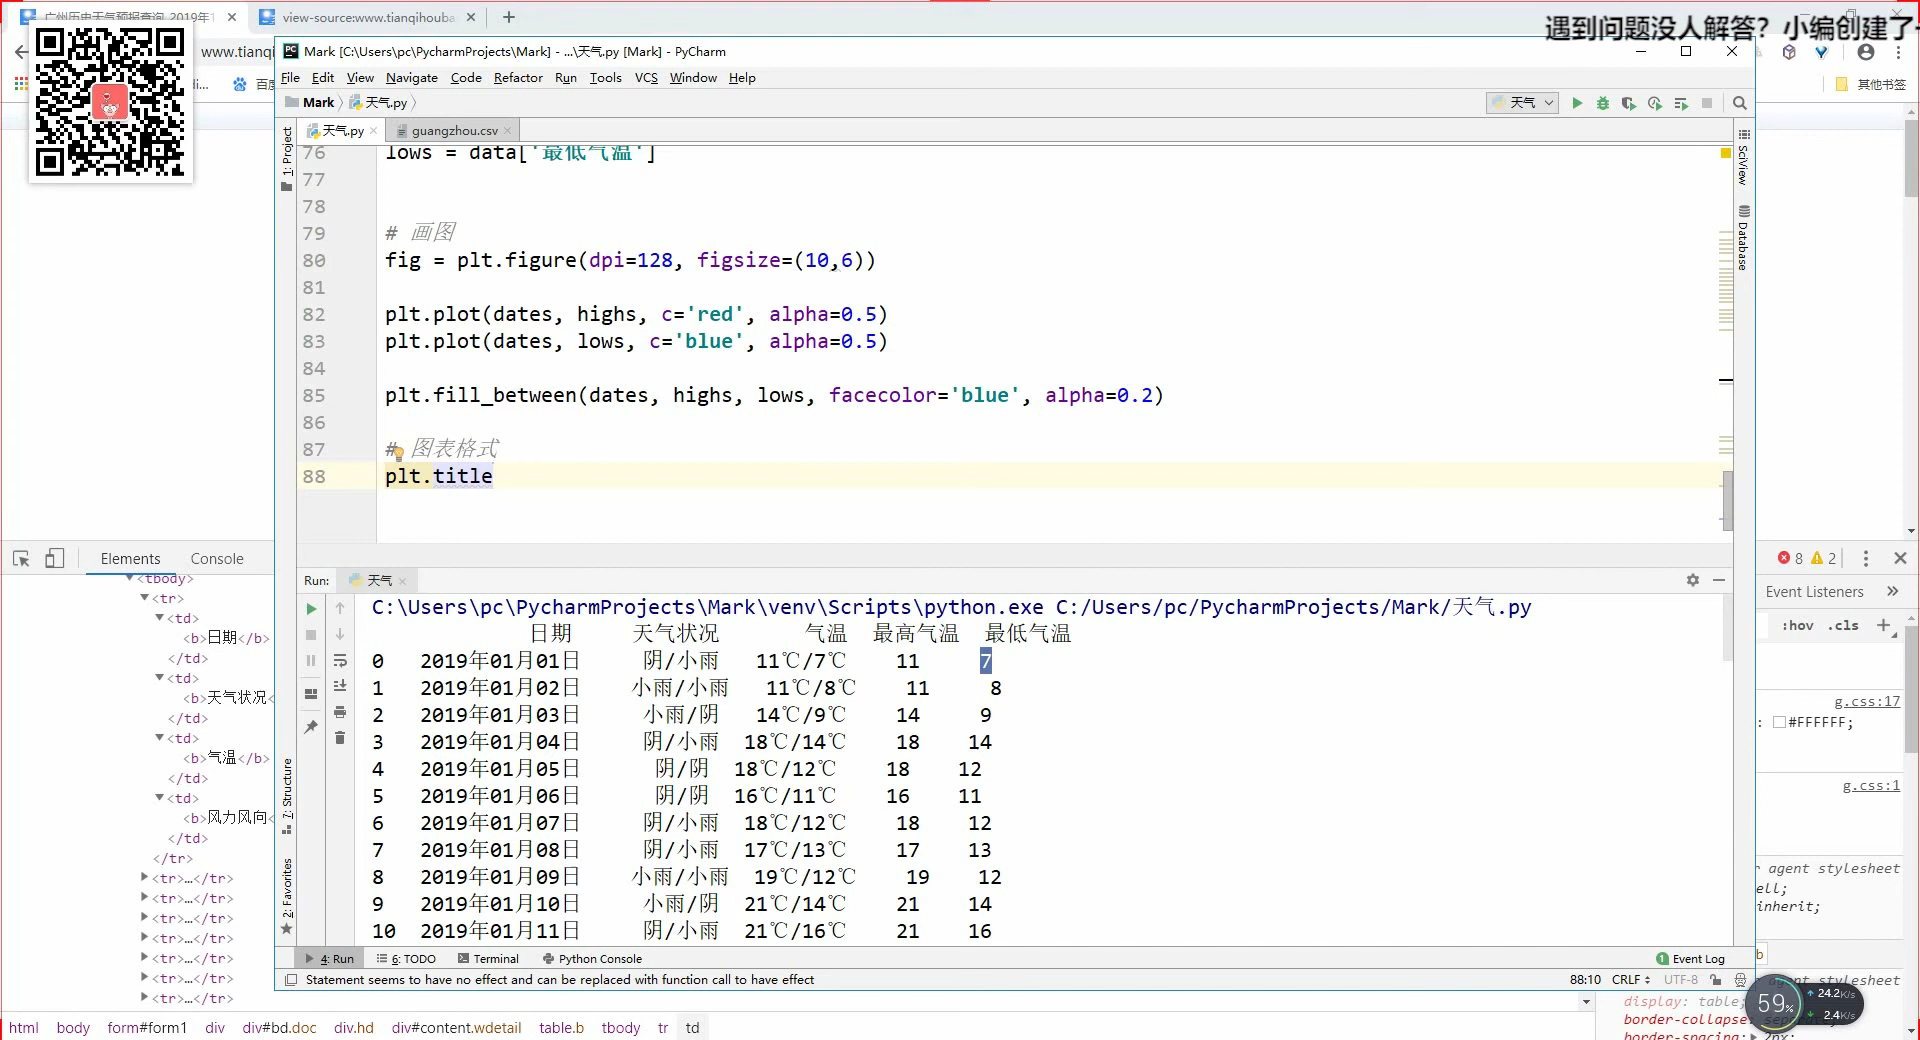 广州历史天气预报查询_2019年1
view-source:www.tianqihouba
遇到问题没人解答？小编创建了
www.tianqi
di...
百度
其他书签
Mark [C:\Users\pc\PycharmProjects\Mark] - ...\天气.py [Mark] - PyCharm
File Edit View Navigate Code Refactor Run Tools VCS Window Help
Mark 天气.py
天气
天气.py guangzhou.csv
1: Project
SciView
Database
76 lows = data['最低气温']
77
78
79 # 画图
80 fig = plt.figure(dpi=128, figsize=(10,6))
81
82 plt.plot(dates, highs, c='red', alpha=0.5)
83 plt.plot(dates, lows, c='blue', alpha=0.5)
84
85 plt.fill_between(dates, highs, lows, facecolor='blue', alpha=0.2)
86
87 # 图表格式
88 plt.title
Elements Console
8 2
Event Listeners
:hov .cls
g.css:17
: #FFFFFF;
g.css:1
r agent stylesheet
ell;
inherit;
<tbody>
<tr>
<td>
<b>日期</b>
</td>
<td>
<b>天气状况<
</td>
<td>
<b>气温</b>
</td>
<td>
<b>风力风向<
</td>
</tr>
<tr>…</tr>
<tr>…</tr>
<tr>…</tr>
<tr>…</tr>
<tr>…</tr>
<tr>…</tr>
<tr>…</tr>
7: Structure
2: Favorites
Run: 天气
C:\Users\pc\PycharmProjects\Mark\venv\Scripts\python.exe C:/Users/pc/PycharmProjects/Mark/天气.py
日期 天气状况 气温 最高气温 最低气温
0 2019年01月01日 阴/小雨 11℃/7℃ 11 7
1 2019年01月02日 小雨/小雨 11℃/8℃ 11 8
2 2019年01月03日 小雨/阴 14℃/9℃ 14 9
3 2019年01月04日 阴/小雨 18℃/14℃ 18 14
4 2019年01月05日 阴/阴 18℃/12℃ 18 12
5 2019年01月06日 阴/阴 16℃/11℃ 16 11
6 2019年01月07日 阴/小雨 18℃/12℃ 18 12
7 2019年01月08日 阴/小雨 17℃/13℃ 17 13
8 2019年01月09日 小雨/小雨 19℃/12℃ 19 12
9 2019年01月10日 小雨/阴 21℃/14℃ 21 14
10 2019年01月11日 阴/小雨 21℃/16℃ 21 16
4: Run 6: TODO Terminal Python Console
1 Event Log
Statement seems to have no effect and can be replaced with function call to have effect
88:10 CRLF UTF-8
agent stylesheet
display: table;
border-collapse:
border-spacing: 2px;
59% 24.2K/s
2.4K/s
html body form#form1 div div#bd.doc div.hd div#content.wdetail table.b tbody tr td